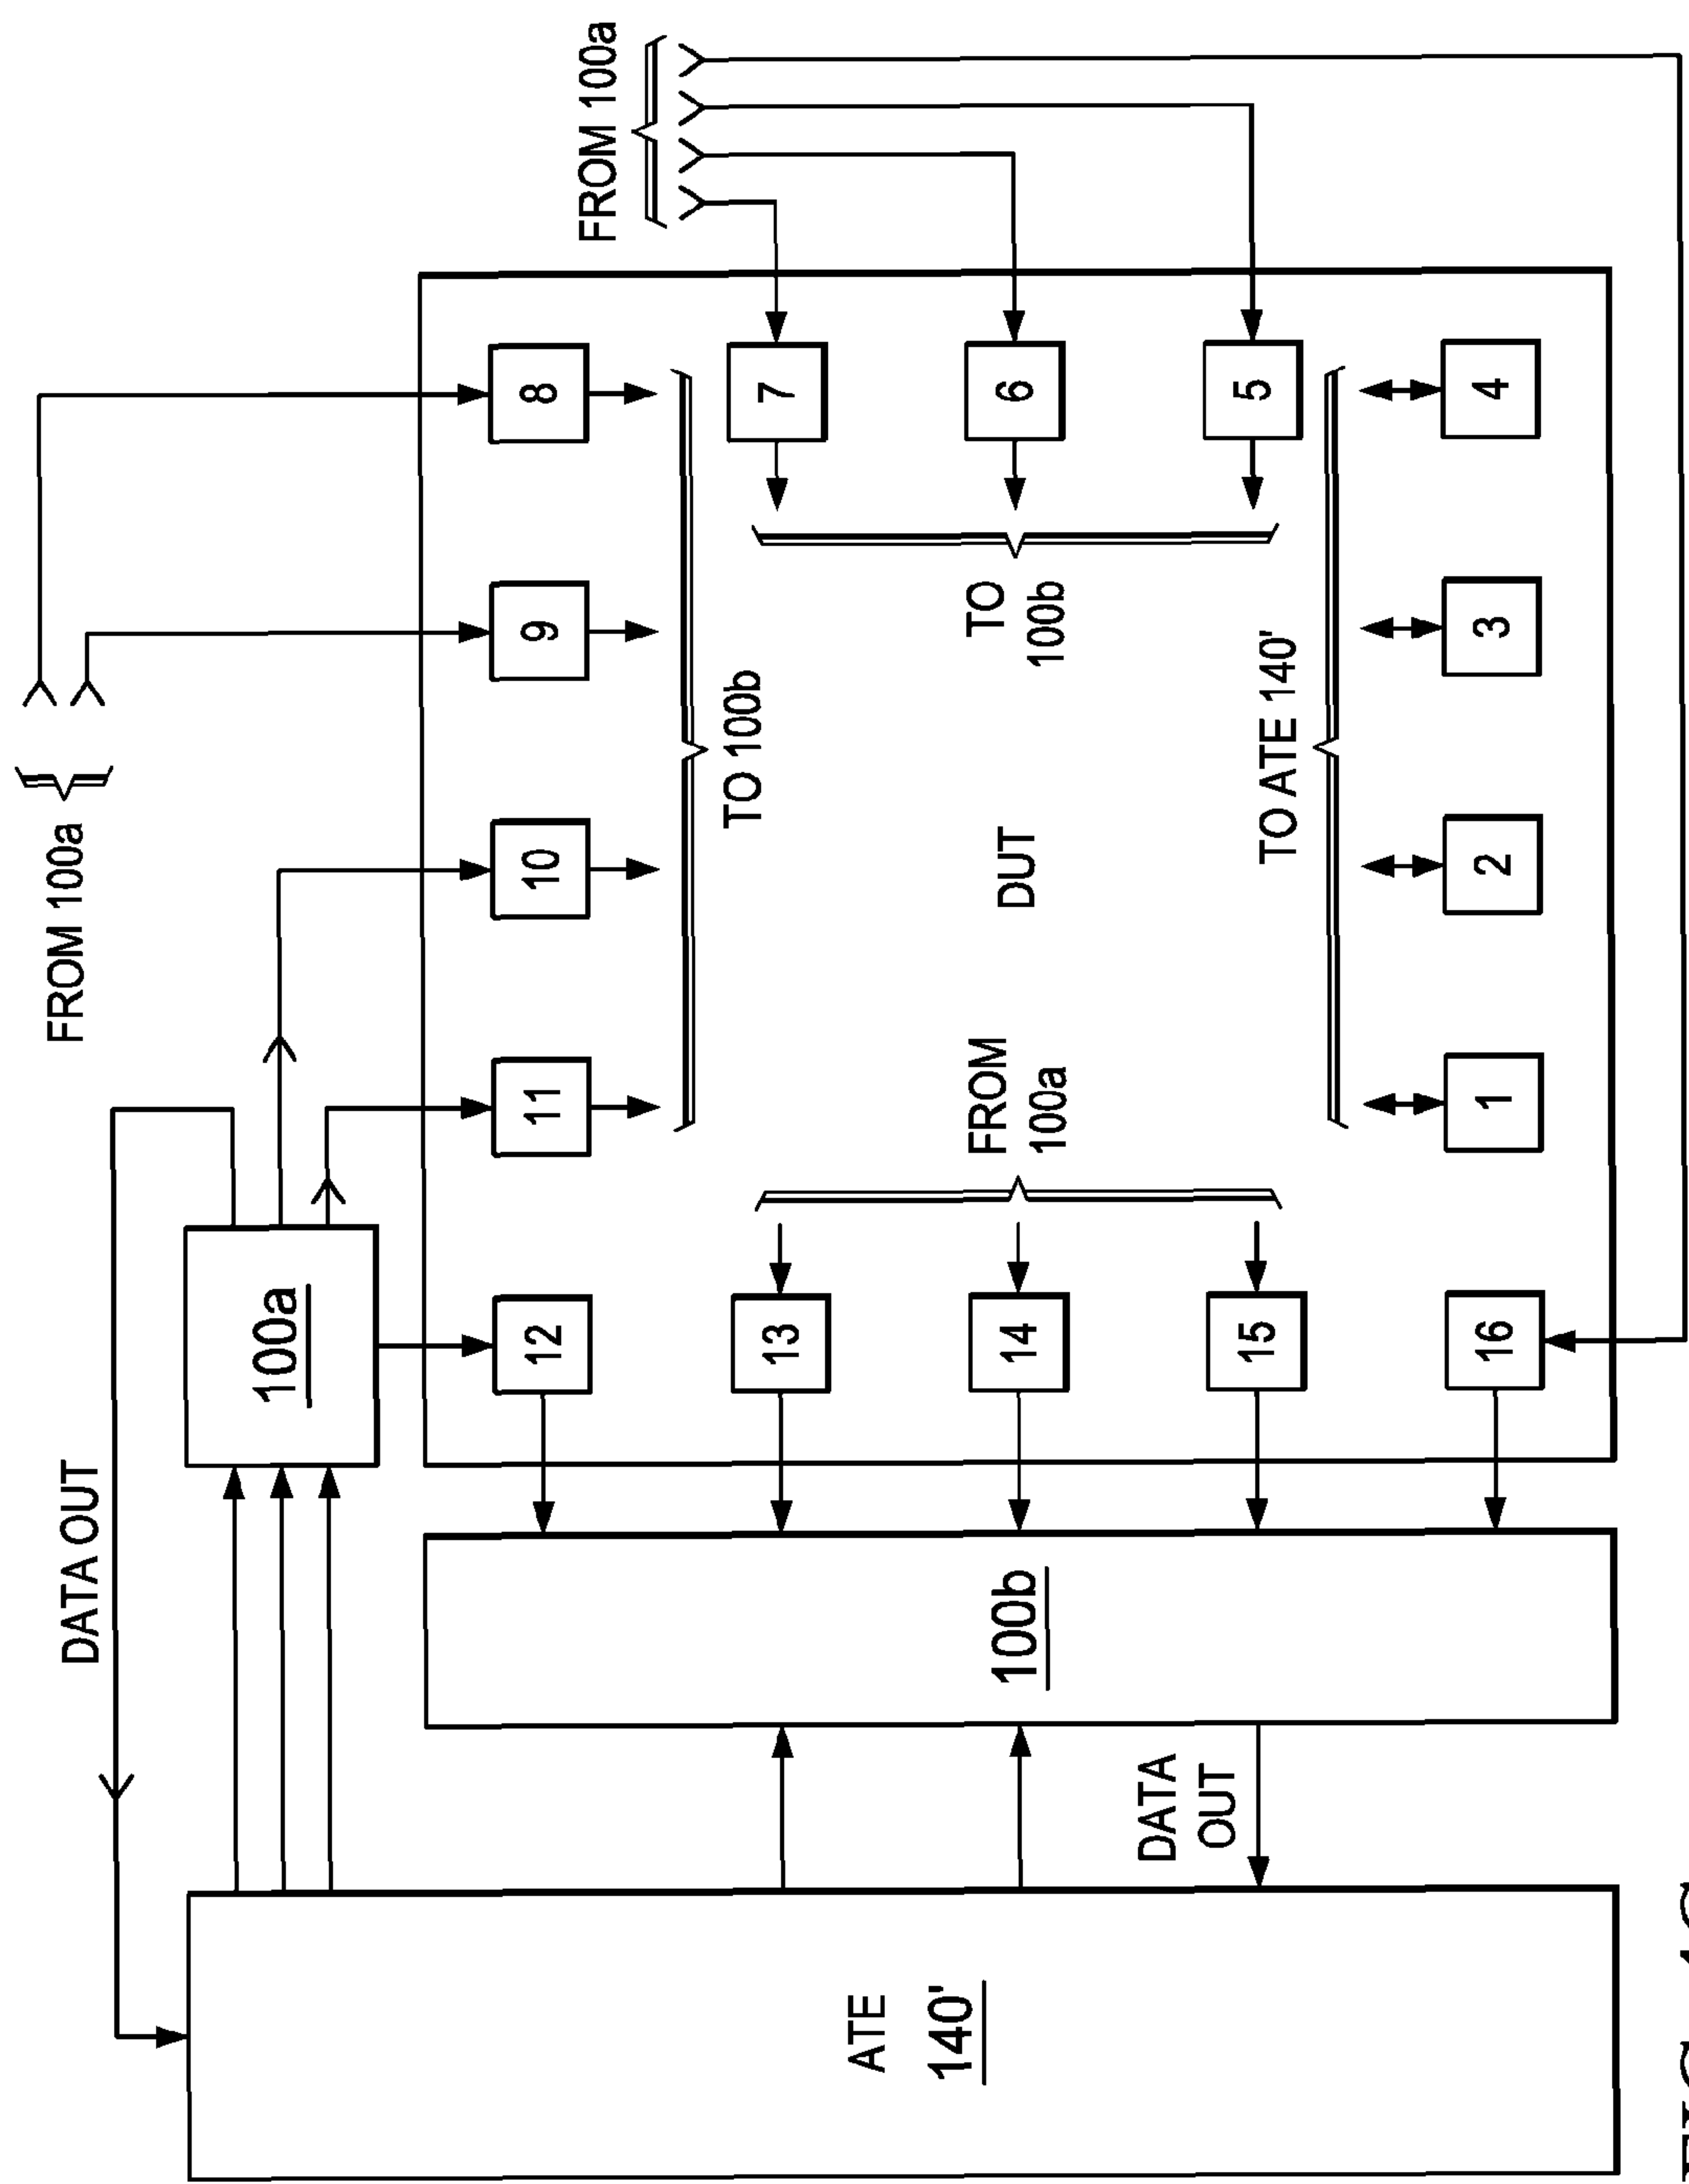 DATA OUT
FROM 100a
100a
12
11
10
9
8
FROM 100a
TO 100b
13
7
ATE
140'
100b
14
FROM
100a
DUT
TO
100b
6
DATA
OUT
15
TO ATE 140'
5
16
1
2
3
4